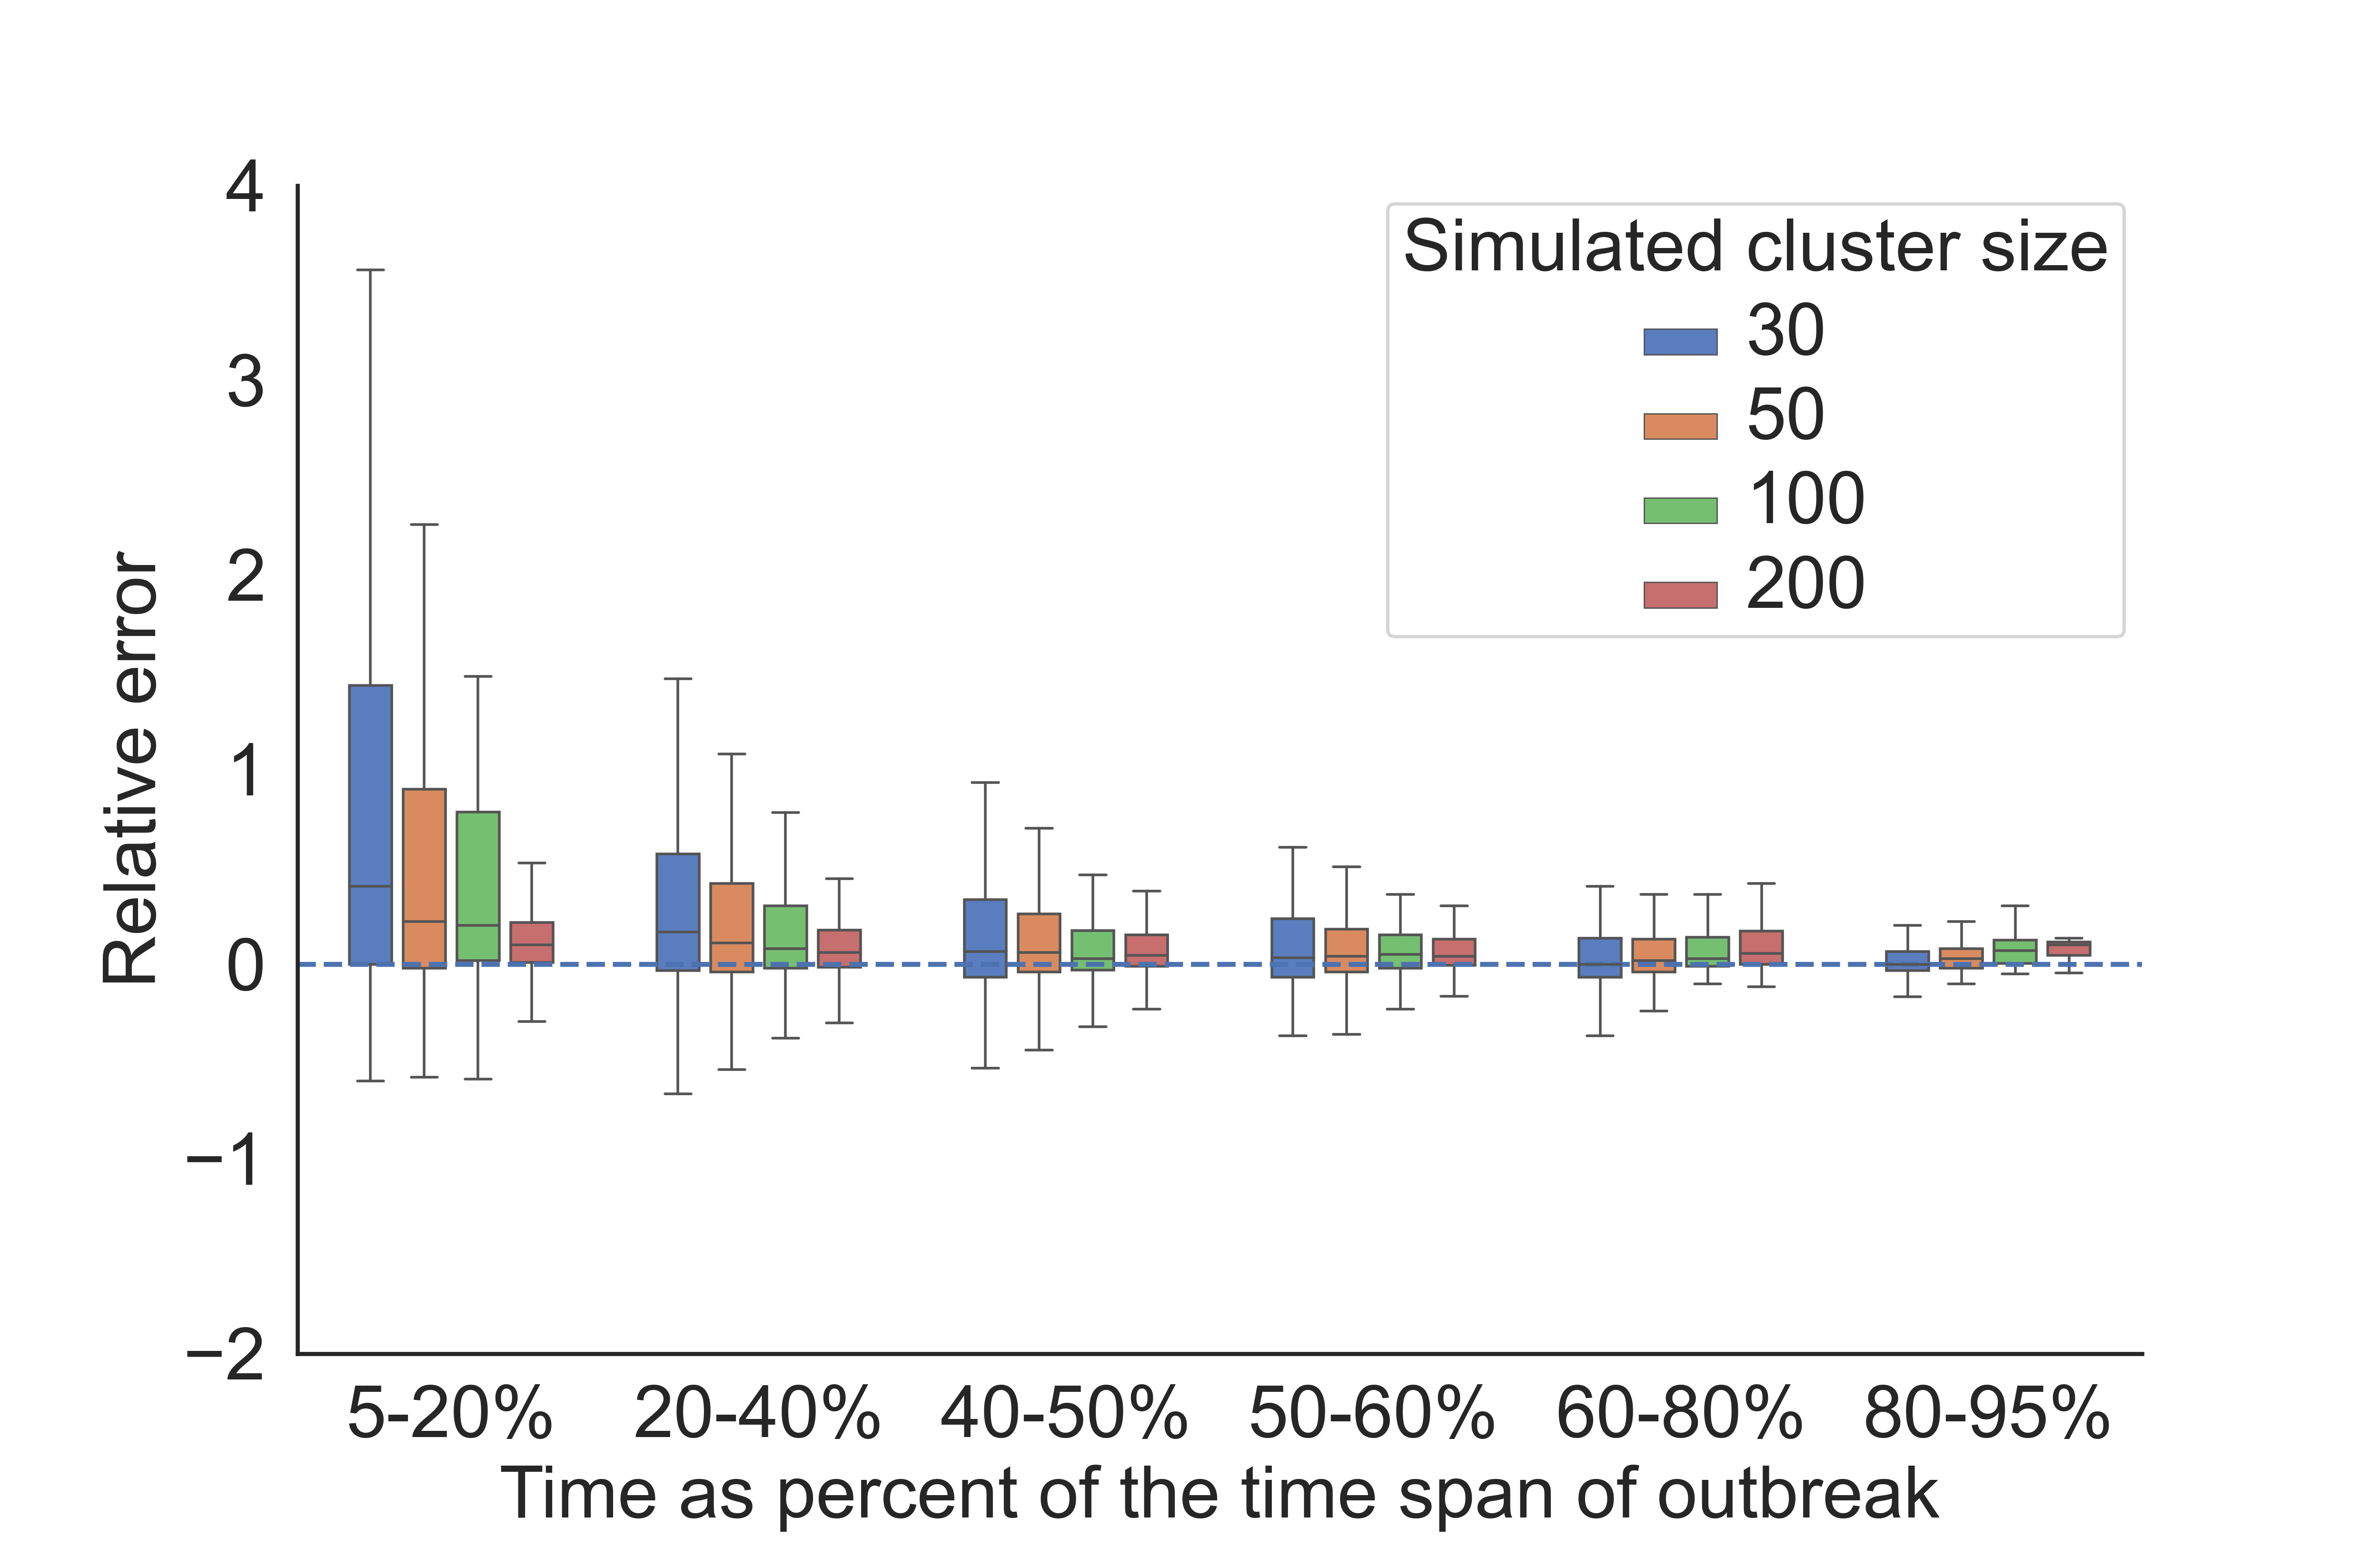 4
3
2
1
0
−1
−2
Relative error
Simulated cluster size
30
50
100
200
5-20% 20-40% 40-50% 50-60% 60-80% 80-95%
Time as percent of the time span of outbreak